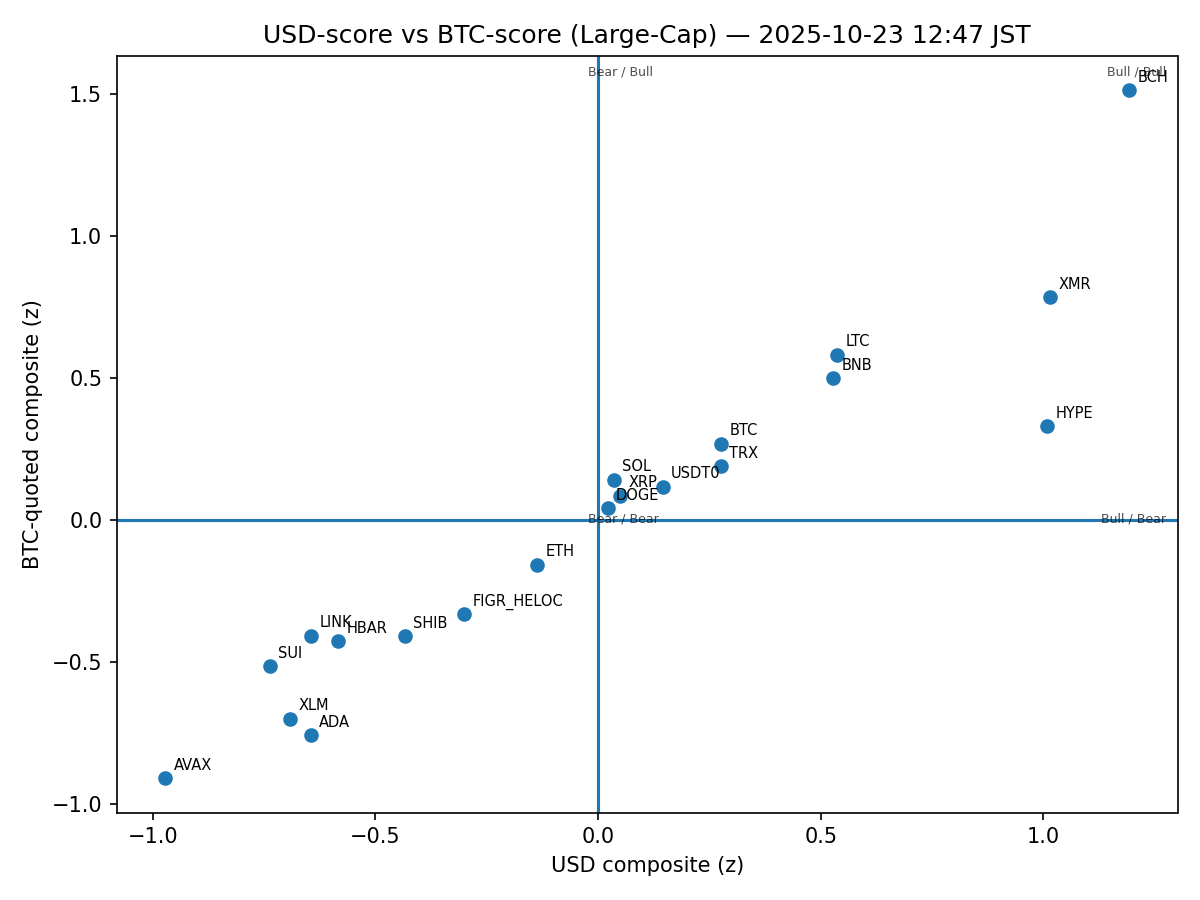 USD-score vs BTC-score (Large-Cap) — 2025-10-23 12:47 JST
Bear / Bull
Bull / Bull
BCH
1.5
1.0
XMR
LTC
BNB
0.5
HYPE
BTC
TRX
SOL
USDT0
XRP
DOGE
0.0
Bear / Bear
Bull / Bear
ETH
FIGR_HELOC
LINK
HBAR
SHIB
SUI
−0.5
XLM
ADA
AVAX
−1.0
−1.0
−0.5
0.0
0.5
1.0
USD composite (z)
BTC-quoted composite (z)